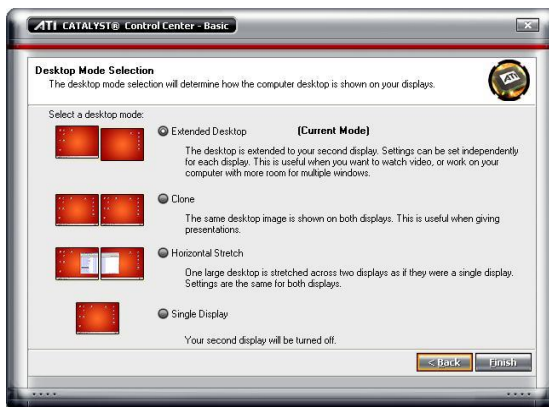 ATI CATALYST® Control Center - Basic
Desktop Mode Selection
The desktop mode selection will determine how the computer desktop is shown on your displays.
ATI
Select a desktop mode:
Extended Desktop (Current Mode)
The desktop is extended to your second display. Settings can be set independently
for each display. This is useful when you want to watch video, or work on your
computer with more room for multiple windows.
Clone
The same desktop image is shown on both displays. This is useful when giving
presentations.
Horizontal Stretch
One large desktop is stretched across two displays as if they were a single display.
Settings are the same for both displays.
Single Display
Your second display will be turned off.
< Back Finish